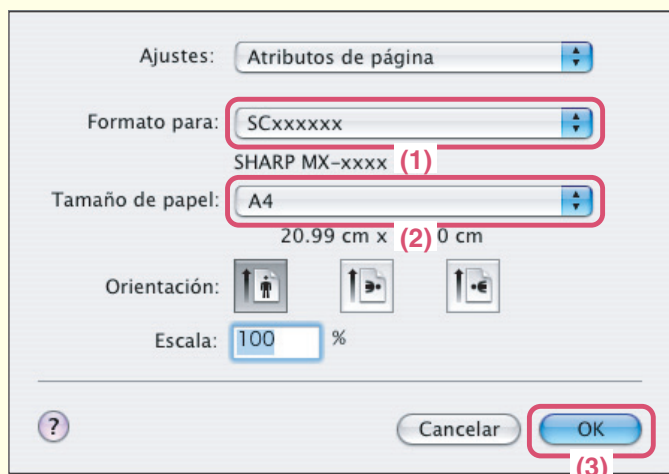 Ajustes: Atributos de página
Formato para: SCxxxxxx
SHARP MX-xxxx (1)
Tamaño de papel: A4
20.99 cm x (2) 0 cm
Orientación:
Escala: 100 %
? Cancelar OK
(3)